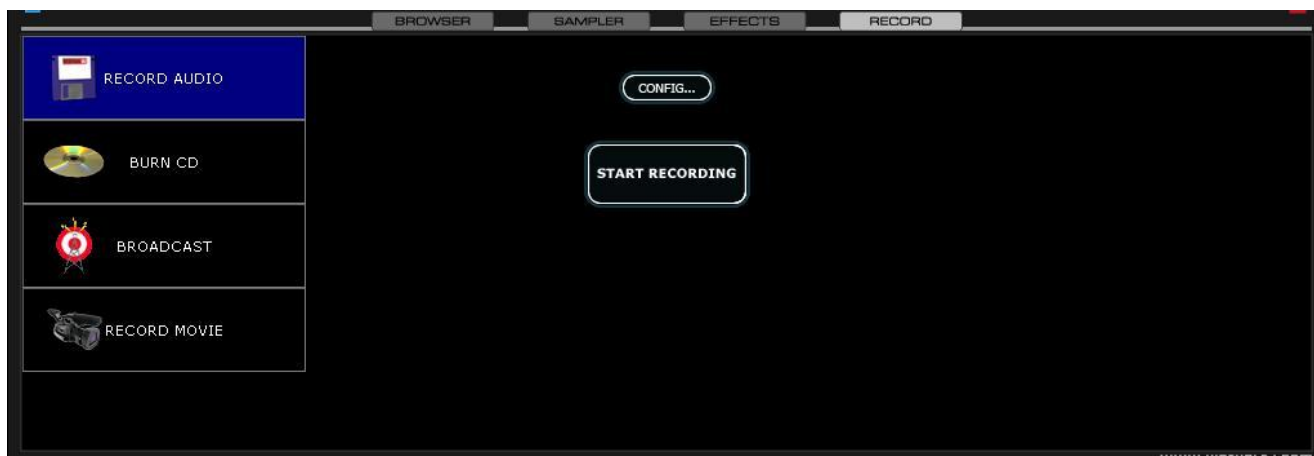 BROWSER SAMPLER EFFECTS RECORD
RECORD AUDIO
CONFIG...
BURN CD
START RECORDING
BROADCAST
RECORD MOVIE